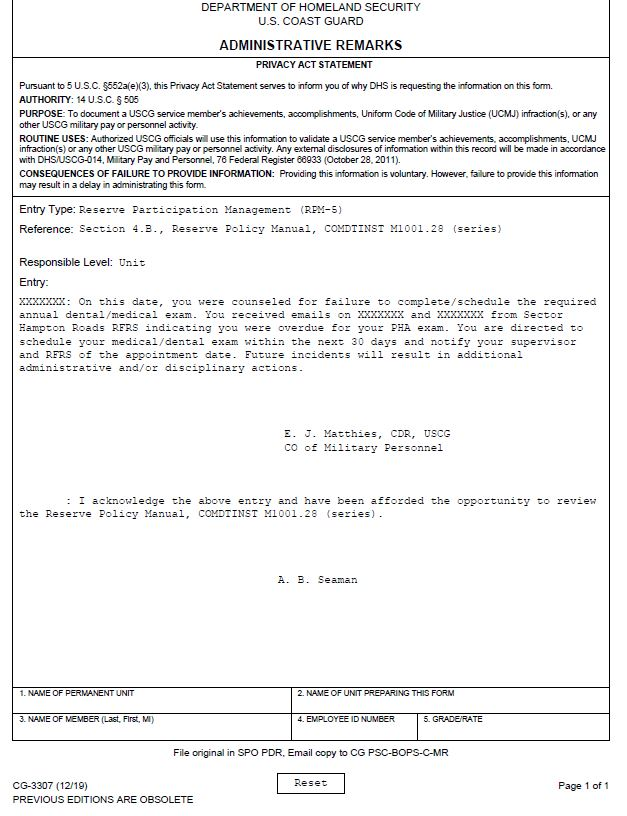 DEPARTMENT OF HOMELAND SECURITY
U.S. COAST GUARD
ADMINISTRATIVE REMARKS
PRIVACY ACT STATEMENT
Pursuant to 5 U.S.C. §552a(e)(3), this Privacy Act Statement serves to inform you of why DHS is requesting the information on this form.
AUTHORITY: 14 U.S.C. § 505
PURPOSE: To document a USCG service member's achievements, accomplishments, Uniform Code of Military Justice (UCMJ) infraction(s), or any
other USCG military pay or personnel activity.
ROUTINE USES: Authorized USCG officials will use this information to validate a USCG service member's achievements, accomplishments, UCMJ
infraction(s) or any other USCG military pay or personnel activity. Any external disclosures of information within this record will be made in accordance
with DHS/USCG-014, Military Pay and Personnel, 76 Federal Register 66933 (October 28, 2011).
CONSEQUENCES OF FAILURE TO PROVIDE INFORMATION: Providing this information is voluntary. However, failure to provide this information
may result in a delay in administrating this form.
Entry Type: Reserve Participation Management (RPM-5)
Reference: Section 4.B., Reserve Policy Manual, COMDTINST M1001.28 (series)
Responsible Level: Unit
Entry:
XXXXXXX: On this date, you were counseled for failure to complete/schedule the required
annual dental/medical exam. You received emails on XXXXXXX and XXXXXXX from Sector
Hampton Roads RFRS indicating you were overdue for your PHA exam. You are directed to
schedule your medical/dental exam within the next 30 days and notify your supervisor
and RFRS of the appointment date. Future incidents will result in additional
administrative and/or disciplinary actions.
E. J. Matthies, CDR, USCG
CO of Military Personnel
: I acknowledge the above entry and have been afforded the opportunity to review
the Reserve Policy Manual, COMDTINST M1001.28 (series).
A. B. Seaman
1. NAME OF PERMANENT UNIT
2. NAME OF UNIT PREPARING THIS FORM
3. NAME OF MEMBER (Last, First, MI)
4. EMPLOYEE ID NUMBER
5. GRADE/RATE
File original in SPO PDR, Email copy to CG PSC-BOPS-C-MR
CG-3307 (12/19)
Reset
Page 1 of 1
PREVIOUS EDITIONS ARE OBSOLETE